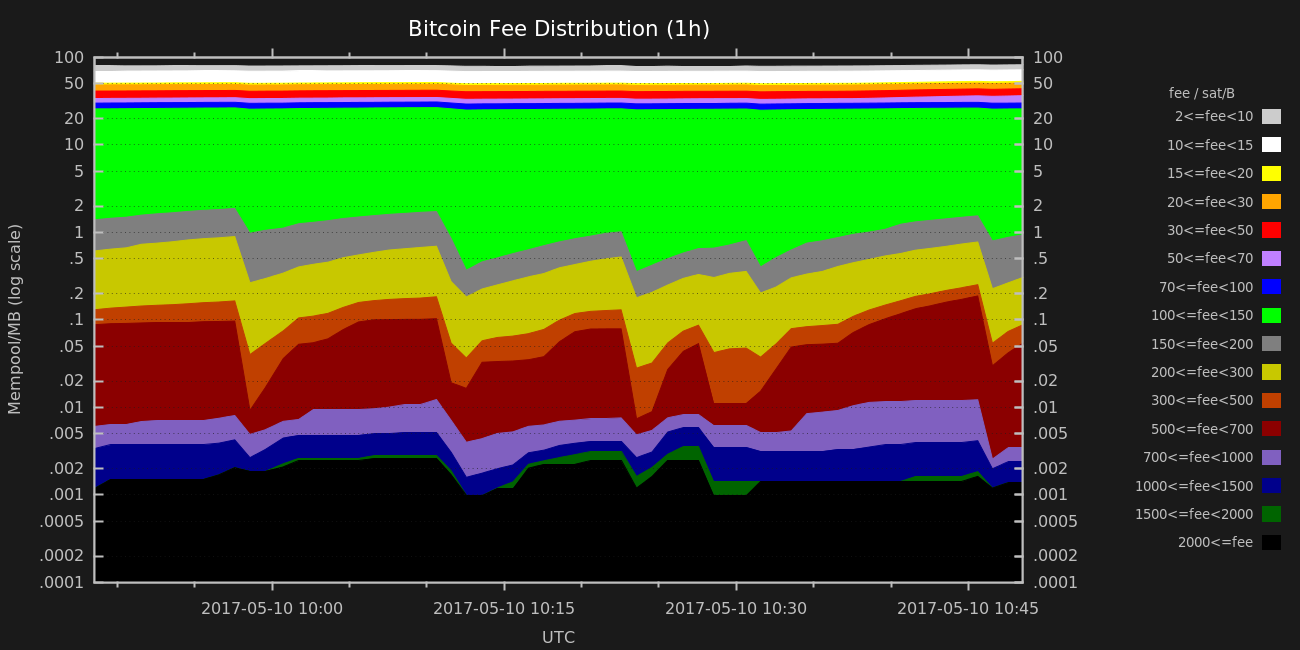 Bitcoin Fee Distribution (1h)
100
50
20
10
5
2
1
.5
.2
.1
.05
.02
.01
.005
.002
.001
.0005
.0002
.0001
Mempool/MB (log scale)
100
50
20
10
5
2
1
.5
.2
.1
.05
.02
.01
.005
.002
.001
.0005
.0002
.0001
2017-05-10 10:00
2017-05-10 10:15
2017-05-10 10:30
2017-05-10 10:45
UTC
fee / sat/B
2<=fee<10
10<=fee<15
15<=fee<20
20<=fee<30
30<=fee<50
50<=fee<70
70<=fee<100
100<=fee<150
150<=fee<200
200<=fee<300
300<=fee<500
500<=fee<700
700<=fee<1000
1000<=fee<1500
1500<=fee<2000
2000<=fee